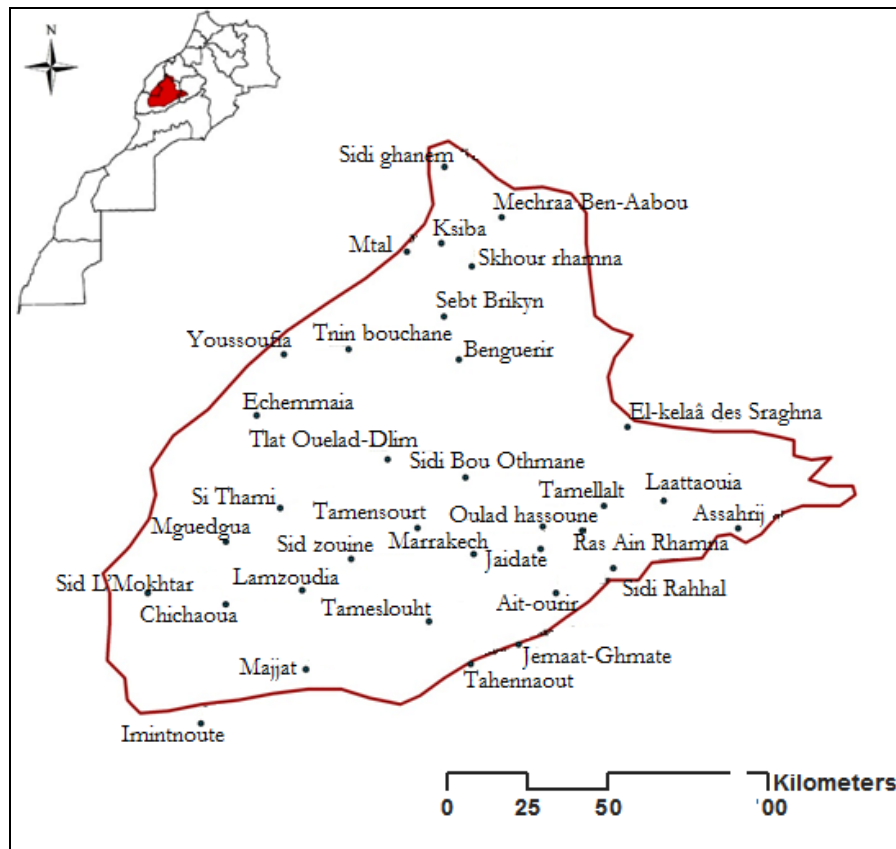 N
Sidi ghanem
Mechraa Ben-Aabou
Ksiba
Mtal
Skhour rhamna
Sebt Brikyn
Tnin bouchane
Youssoufia
Benguerir
Echemmaia
El-kelaâ des Sraghna
Tlat Ouelad-Dlim
Sidi Bou Othmane
Laattaouia
Tamellalt
Si Thami
Tamensourt
Oulad hassoune
Assahrij
Mguedgua
Marrakech
Sid zouine
Jaidate
Ras Ain Rhamna
Sid L'Mokhtar
Lamzoudia
Sidi Rahhal
Chichaoua
Tameslouht
Ait-ourir
Jemaat-Ghmate
Majjat
Tahennaout
Imintnoute
Kilometers
0 25 50 '00